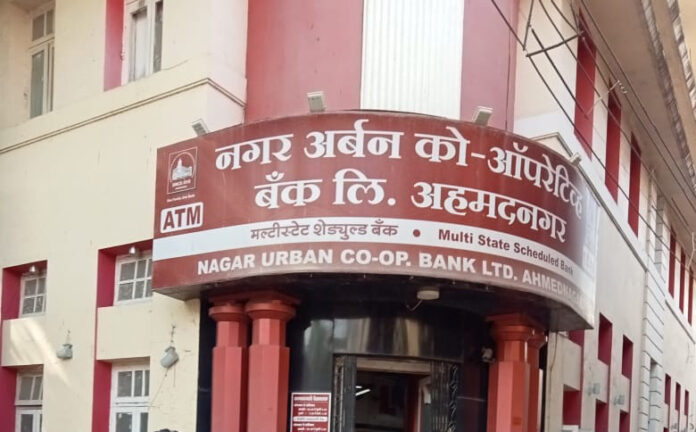 नगर अर्बन को-ऑपरेटिव्ह
बँक लि. अहमदनगर
ATM
मल्टीस्टेट शेड्युल्ड बँक • Multi State Scheduled Bank
NAGAR URBAN CO-OP. BANK LTD. AHMEDNAGAR